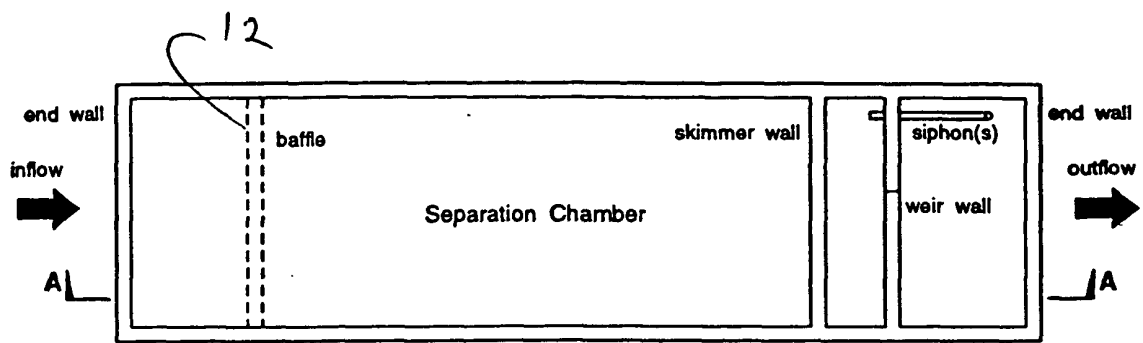 12
end wall
baffle
skimmer wall
siphon(s)
end wall
inflow
outflow
Separation Chamber
weir wall
A
A